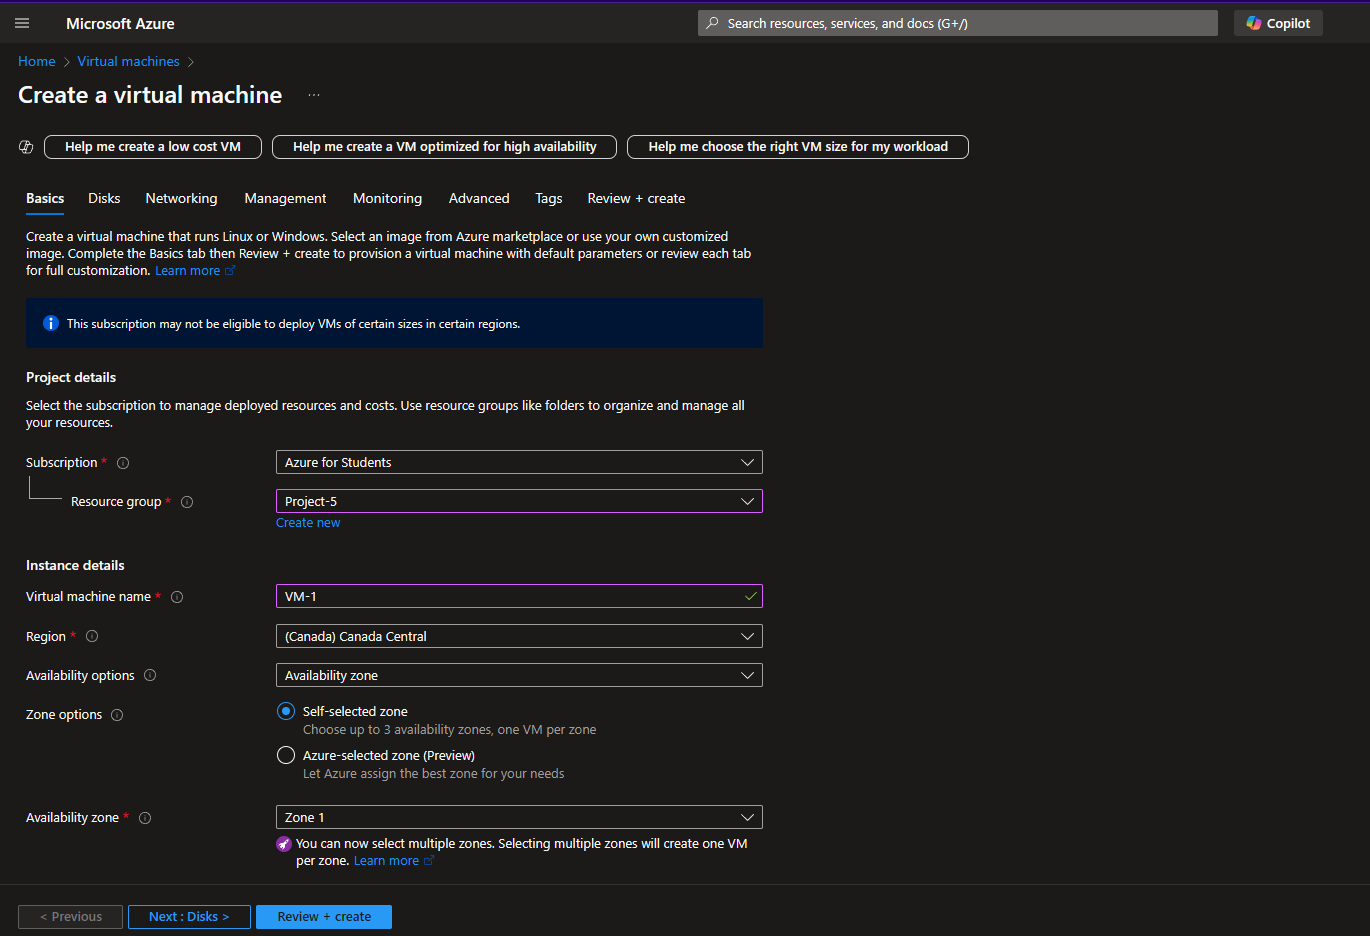 Microsoft Azure
Search resources, services, and docs (G+/)
Copilot
Home > Virtual machines >
Create a virtual machine ...
Help me create a low cost VM
Help me create a VM optimized for high availability
Help me choose the right VM size for my workload
Basics Disks Networking Management Monitoring Advanced Tags Review + create
Create a virtual machine that runs Linux or Windows. Select an image from Azure marketplace or use your own customized
image. Complete the Basics tab then Review + create to provision a virtual machine with default parameters or review each tab
for full customization. Learn more
This subscription may not be eligible to deploy VMs of certain sizes in certain regions.
Project details
Select the subscription to manage deployed resources and costs. Use resource groups like folders to organize and manage all
your resources.
Subscription *
Azure for Students
Resource group *
Project-5
Create new
Instance details
Virtual machine name *
VM-1
Region *
(Canada) Canada Central
Availability options
Availability zone
Zone options
Self-selected zone
Choose up to 3 availability zones, one VM per zone
Azure-selected zone (Preview)
Let Azure assign the best zone for your needs
Availability zone *
Zone 1
You can now select multiple zones. Selecting multiple zones will create one VM
per zone. Learn more
< Previous
Next : Disks >
Review + create